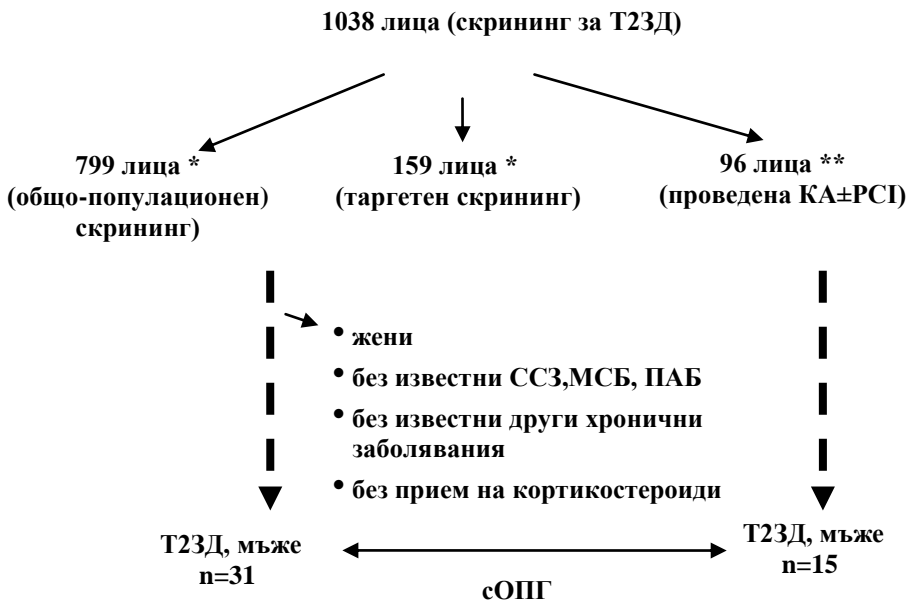 1038 лица (скрининг за Т2ЗД)
799 лица *
(общо-популационен)
скрининг)
159 лица *
(таргетен скрининг)
96 лица **
(проведена КА±PCI)
• жени
• без известни ССЗ,МСБ, ПАБ
• без известни други хронични
заболявания
• без прием на кортикостероиди
Т2ЗД, мъже
n=31
Т2ЗД, мъже
n=15
сОПГ